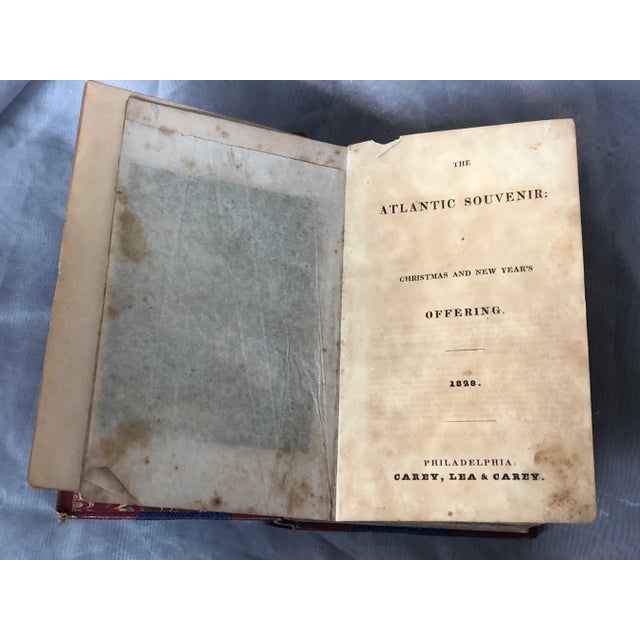 THE
ATLANTIC SOUVENIR;
A
CHRISTMAS AND NEW YEAR'S
OFFERING.
1828.
PHILADELPHIA:
CAREY, LEA & CAREY.